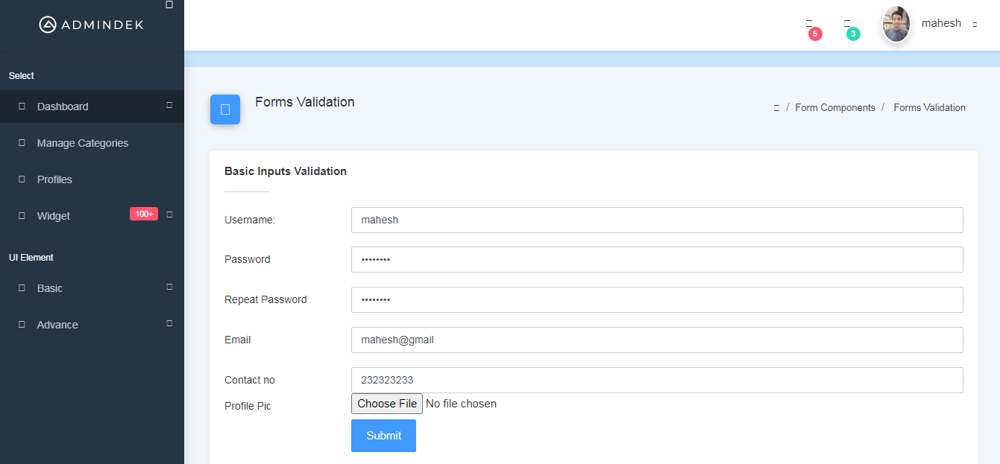 ADMINDEK
5
3
mahesh
Select
Dashboard
Manage Categories
Profiles
Widget 100+
UI Element
Basic
Advance
Forms Validation
/ Form Components / Forms Validation
Basic Inputs Validation
Username: mahesh
Password ••••••••
Repeat Password ••••••••
Email mahesh@gmail
Contact no 232323233
Profile Pic Choose File No file chosen
Submit